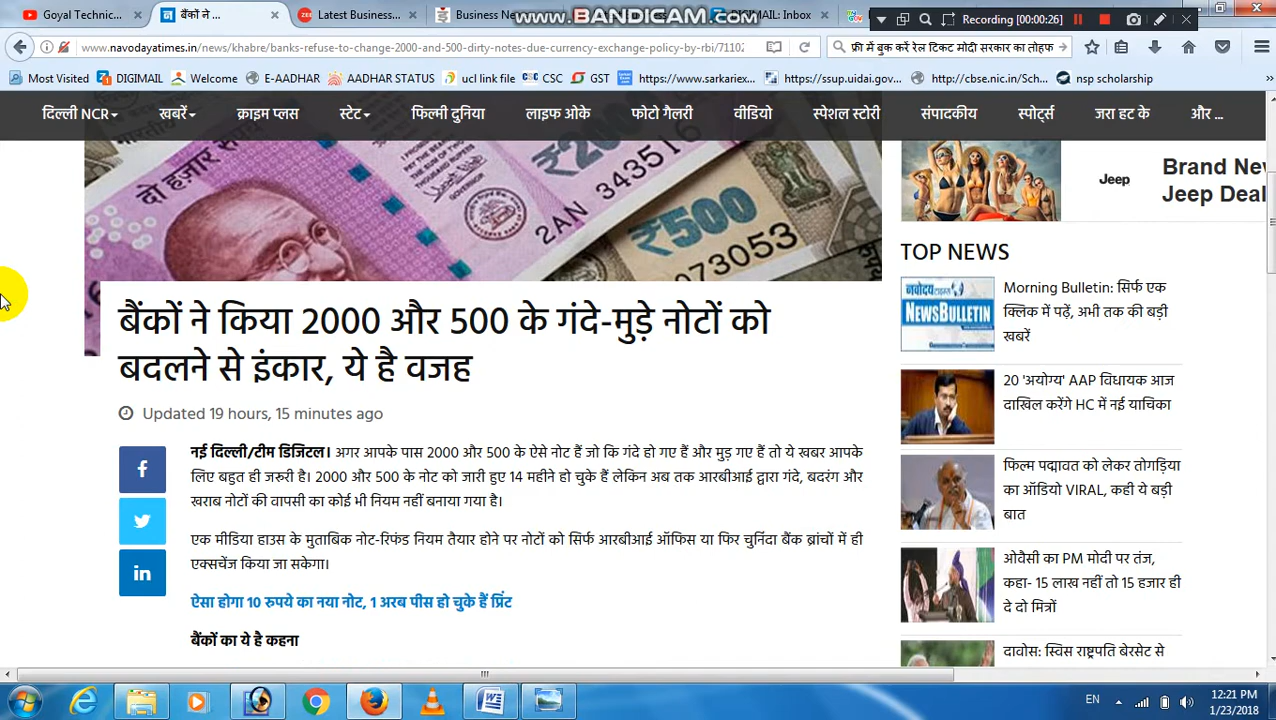 Goyal Technic...
बैंकों ने ...
Latest Business...
Business Ne
www.BANDICAM.com
DIGIMAIL: Inbox
Recording [00:00:26]
www.navodayatimes.in/news/khabre/banks-refuse-to-change-2000-and-500-dirty-notes-due-currency-exchange-policy-by-rbi/7110
फ्री में बुक करें रेल टिकट मोदी सरकार का तोहफ
Most Visited DIGIMAIL Welcome E-AADHAR AADHAR STATUS ucl link file CSC GST https://www.sarkariex... https://ssup.uidai.gov... http://cbse.nic.in/Sch... nsp scholarship
दिल्ली NCR खबरें क्राइम प्लस स्टेट फिल्मी दुनिया लाइफ ओके फोटो गैलरी वीडियो स्पेशल स्टोरी संपादकीय स्पोर्ट्स जरा हट के और ...
दो हज़ार रुपये
2AN 343516
₹500
073053
Jeep
Brand Ne
Jeep Deal
TOP NEWS
NEWSBULLETIN
Morning Bulletin: सिर्फ एक
क्लिक में पढ़ें, अभी तक की बड़ी
खबरें
बैंकों ने किया 2000 और 500 के गंदे-मुड़े नोटों को
बदलने से इंकार, ये है वजह
Updated 19 hours, 15 minutes ago
20 'अयोग्य' AAP विधायक आज
दाखिल करेंगे HC में नई याचिका
नई दिल्ली/टीम डिजिटल। अगर आपके पास 2000 और 500 के ऐसे नोट हैं जो कि गंदे हो गए हैं और मुड़ गए हैं तो ये खबर आपके
लिए बहुत ही जरूरी है। 2000 और 500 के नोट को जारी हुए 14 महीने हो चुके हैं लेकिन अब तक आरबीआई द्वारा गंदे, बदरंग और
खराब नोटों की वापसी का कोई भी नियम नहीं बनाया गया है।
एक मीडिया हाउस के मुताबिक नोट-रिफंड नियम तैयार होने पर नोटों को सिर्फ आरबीआई ऑफिस या फिर चुनिंदा बैंक ब्रांचों में ही
एक्सचेंज किया जा सकेगा।
ऐसा होगा 10 रुपये का नया नोट, 1 अरब पीस हो चुके हैं प्रिंट
बैंकों का ये है कहना
फिल्म पद्मावत को लेकर तोगड़िया
का ऑडियो VIRAL, कही ये बड़ी
बात
ओवैसी का PM मोदी पर तंज,
कहा- 15 लाख नहीं तो 15 हजार ही
दे दो मित्रों
दावोस: स्विस राष्ट्रपति बेरसेट से
EN
12:21 PM
1/23/2018